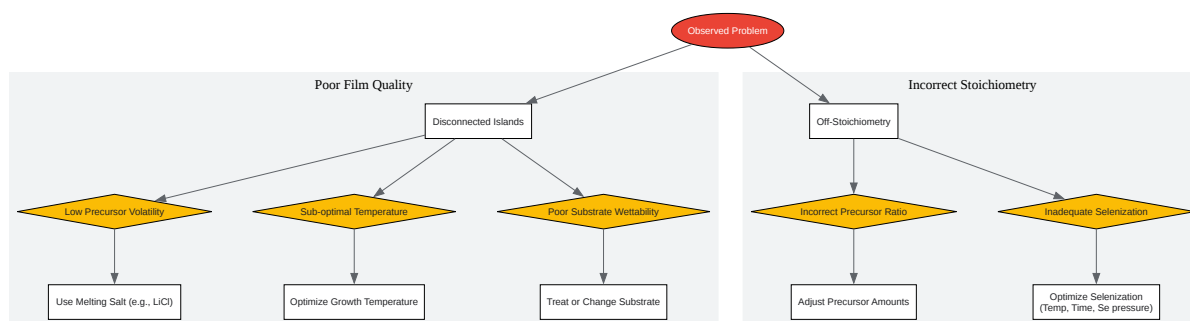 Observed Problem
Poor Film Quality
Incorrect Stoichiometry
Disconnected Islands
Off-Stoichiometry
Low Precursor Volatility
Sub-optimal Temperature
Poor Substrate Wettability
Incorrect Precursor Ratio
Inadequate Selenization
Use Melting Salt (e.g., LiCl)
Optimize Growth Temperature
Treat or Change Substrate
Adjust Precursor Amounts
Optimize Selenization
(Temp, Time, Se pressure)